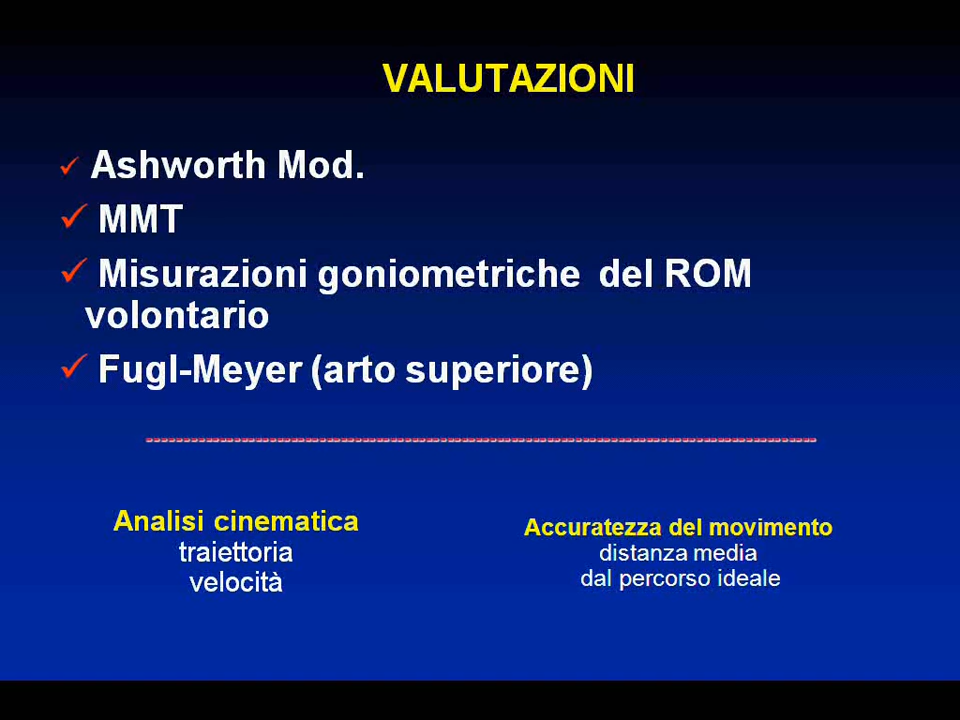 VALUTAZIONI
✓ Ashworth Mod.
✓ MMT
✓ Misurazioni goniometriche del ROM
volontario
✓ Fugl-Meyer (arto superiore)
Analisi cinematica
traiettoria
velocità
Accuratezza del movimento
distanza media
dal percorso ideale